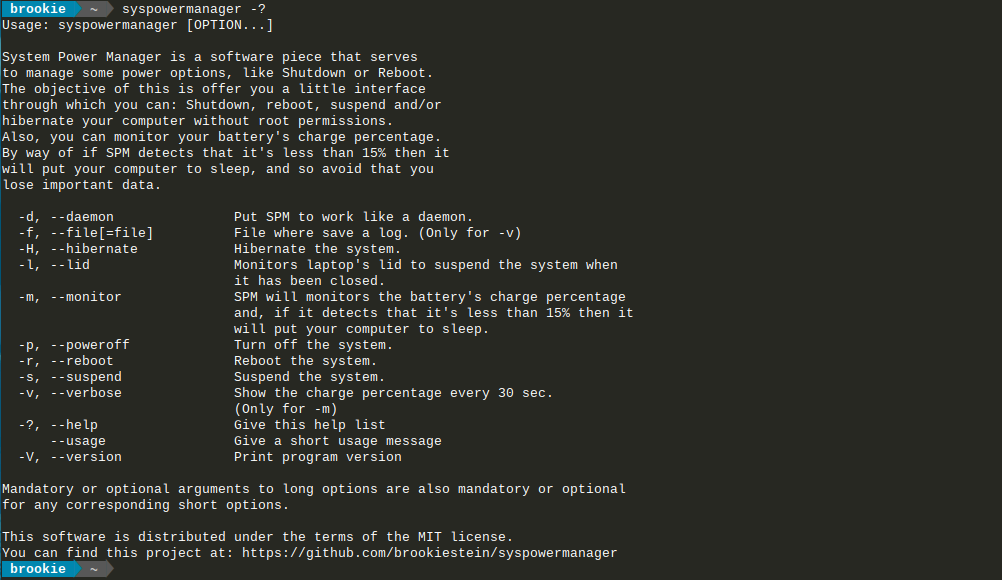 brookie ~ syspowermanager -?
Usage: syspowermanager [OPTION...]
System Power Manager is a software piece that serves
to manage some power options, like Shutdown or Reboot.
The objective of this is offer you a little interface
through which you can: Shutdown, reboot, suspend and/or
hibernate your computer without root permissions.
Also, you can monitor your battery's charge percentage.
By way of if SPM detects that it's less than 15% then it
will put your computer to sleep, and so avoid that you
lose important data.
-d, --daemon Put SPM to work like a daemon.
-f, --file[=file] File where save a log. (Only for -v)
-H, --hibernate Hibernate the system.
-l, --lid Monitors laptop's lid to suspend the system when
it has been closed.
-m, --monitor SPM will monitors the battery's charge percentage
and, if it detects that it's less than 15% then it
will put your computer to sleep.
-p, --poweroff Turn off the system.
-r, --reboot Reboot the system.
-s, --suspend Suspend the system.
-v, --verbose Show the charge percentage every 30 sec.
(Only for -m)
-?, --help Give this help list
--usage Give a short usage message
-V, --version Print program version
Mandatory or optional arguments to long options are also mandatory or optional
for any corresponding short options.
This software is distributed under the terms of the MIT license.
You can find this project at: https://github.com/brookiestein/syspowermanager
brookie ~